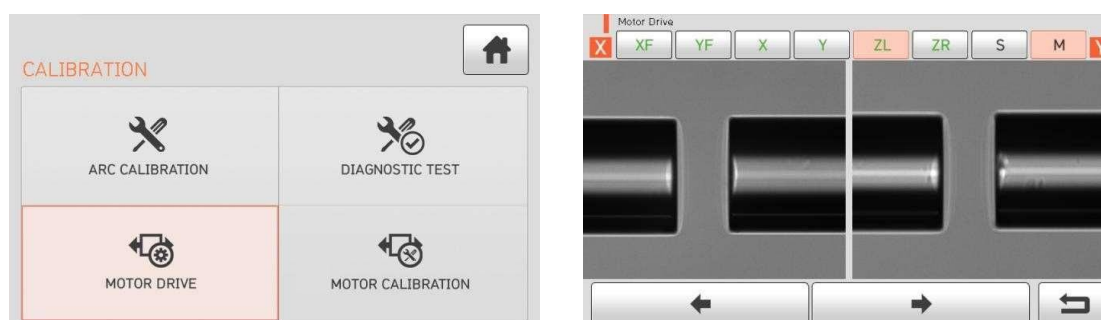 CALIBRATION
ARC CALIBRATION
DIAGNOSTIC TEST
MOTOR DRIVE
MOTOR CALIBRATION
Motor Drive
X XF YF X Y ZL ZR S M Y